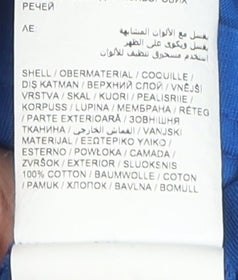 РЕЧЕЙ
ЛЕ:
يغسل مع الألوان المشابهة
يغسل ويكوى على الظهر
استخدم مسحوق تنظيف للألوان
SHELL / OBERMATERIAL / COQUILLE /
DIŞ KATMAN / ВЕРХНИЙ СЛОЙ / VNĚJŠÍ
VRSTVA / SKAL / KUORI / PEALISRIIE /
KORPUSS / LUPINA / МЕМБРАНА / RÉTEG
/ PARTE EXTERIOARĂ / ЗОВНІШНЯ
ТКАНИНА / القماش الخارجي / VANJSKI
MATERIJAL / ΕΞΩΤΕΡΙΚΟ ΥΛΙΚΟ /
ESTERNO / POWŁOKA / CAMADA /
ZVRŠOK / EXTERIOR / SLUOKSNIS
100% COTTON / BAUMWOLLE / COTON
/ PAMUK / ХЛОПОК / BAVLNA / BOMULL